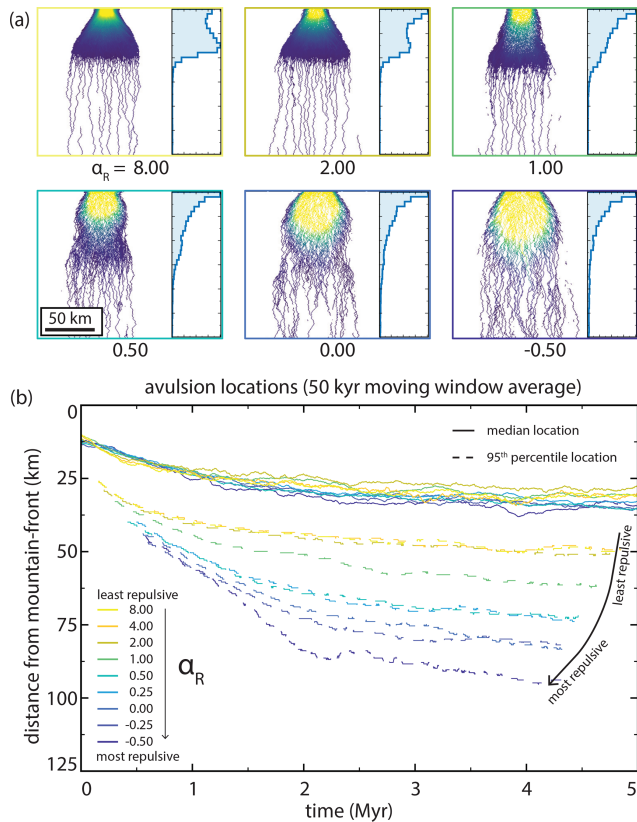 (a)
α_R = 8.00
2.00
1.00
50 km
0.50
0.00
-0.50
avulsion locations (50 kyr moving window average)
(b)
0
25
50
75
100
125
distance from mountain-front (km)
median location
95th percentile location
least repulsive
most repulsive
least repulsive
8.00
4.00
2.00
1.00
0.50
0.25
0.00
-0.25
-0.50
most repulsive
α_R
0
1
2
3
4
5
time (Myr)